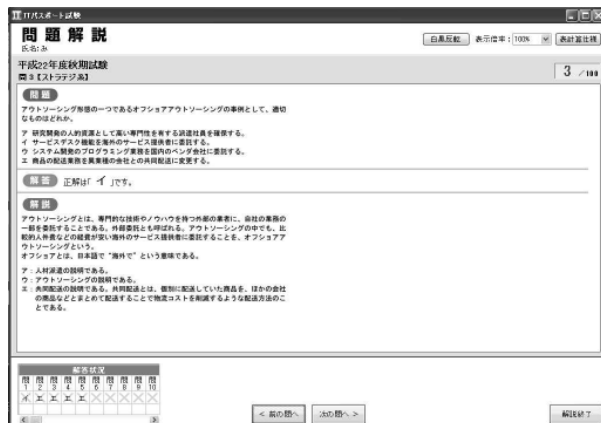 ITパスポート試験
問題解説
氏名:み
白黒反転 表示倍率: 100% 表計算仕様
平成22年度秋期試験
問3【ストラテジ系】
3 /100
問題
アウトソーシング形態の一つであるオフショアアウトソーシングの事例として、適切
なものはどれか。
ア 研究開発の人的資源として高い専門性を有する派遣社員を確保する。
イ サービスデスク機能を海外のサービス提供者に委託する。
ウ システム開発のプログラミング業務を国内のベンダ会社に委託する。
エ 商品の配送業務を異業種の会社との共同配送に変更する。
解答 正解は「 イ 」です。
解説
アウトソーシングとは、専門的な技術やノウハウを持つ外部の業者に、自社の業務の
一部を委託することである。外部委託とも呼ばれる。アウトソーシングの中でも、比
較的人件費などの経費が安い海外のサービス提供者に委託することを、オフショアア
ウトソーシングという。
オフショアとは、日本語で“海外で”という意味である。
ア:人材派遣の説明である。
ウ:アウトソーシングの説明である。
エ:共同配送の説明である。共同配送とは、個別に配送していた商品を、ほかの会社
の商品などとまとめて配送することで物流コストを削減するような配送方法のこ
とである。
解答状況
問1 問2 問3 問4 問5 問6 問7 問8 問9 問10
イ エ エ エ エ
< 前の問へ 次の問へ > 解説終了